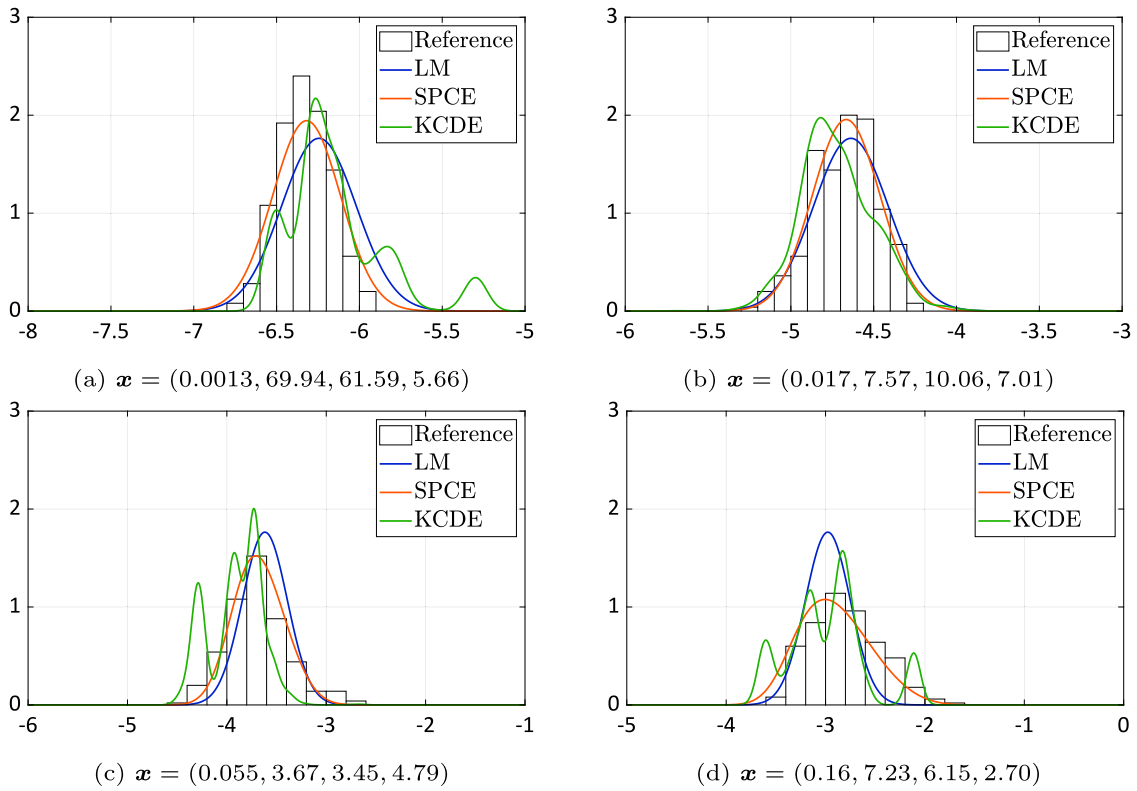 3
2
1
0
-8 -7.5 -7 -6.5 -6 -5.5 -5
Reference
LM
SPCE
KCDE
(a) x = (0.0013, 69.94, 61.59, 5.66)
3
2
1
0
-6 -5.5 -5 -4.5 -4 -3.5 -3
Reference
LM
SPCE
KCDE
(b) x = (0.017, 7.57, 10.06, 7.01)
3
2
1
0
-6 -5 -4 -3 -2 -1
Reference
LM
SPCE
KCDE
(c) x = (0.055, 3.67, 3.45, 4.79)
3
2
1
0
-5 -4 -3 -2 -1 0
Reference
LM
SPCE
KCDE
(d) x = (0.16, 7.23, 6.15, 2.70)